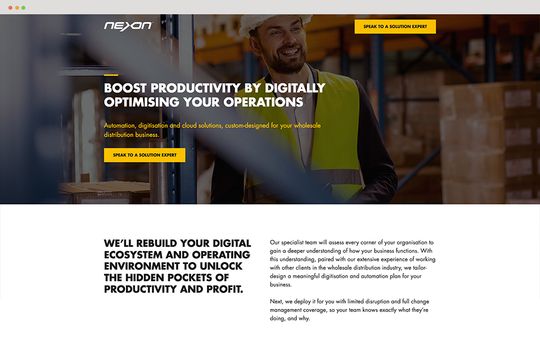 nexon
SPEAK TO A SOLUTION EXPERT
BOOST PRODUCTIVITY BY DIGITALLY
OPTIMISING YOUR OPERATIONS
Automation, digitisation and cloud solutions, custom-designed for your wholesale
distribution business.
SPEAK TO A SOLUTION EXPERT
WE'LL REBUILD YOUR DIGITAL
ECOSYSTEM AND OPERATING
ENVIRONMENT TO UNLOCK
THE HIDDEN POCKETS OF
PRODUCTIVITY AND PROFIT.
Our specialist team will assess every corner of your organisation to
gain a deeper understanding of how your business functions. With
this understanding, paired with our extensive experience of working
with other clients in the wholesale distribution industry, we tailor-
design a meaningful digitisation and automation plan for your
business.
Next, we deploy it for you with limited disruption and full change
management coverage, so your team knows exactly what they're
doing, and why.